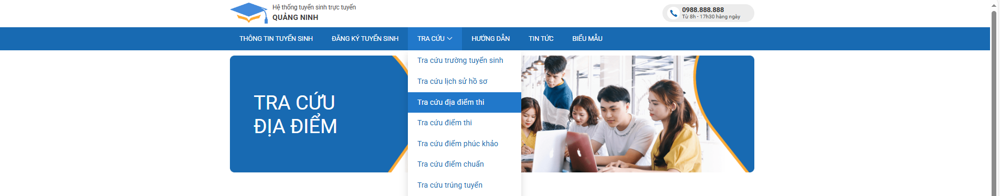 Hệ thống tuyển sinh trực tuyến
QUẢNG NINH
0988.888.888
Từ 8h - 17h30 hàng ngày
THÔNG TIN TUYỂN SINH
ĐĂNG KÝ TUYỂN SINH
TRA CỨU
HƯỚNG DẪN
TIN TỨC
BIỂU MẪU
TRA CỨU
ĐỊA ĐIỂM
Tra cứu trường tuyển sinh
Tra cứu lịch sử hồ sơ
Tra cứu địa điểm thi
Tra cứu điểm thi
Tra cứu điểm phúc khảo
Tra cứu điểm chuẩn
Tra cứu trúng tuyển